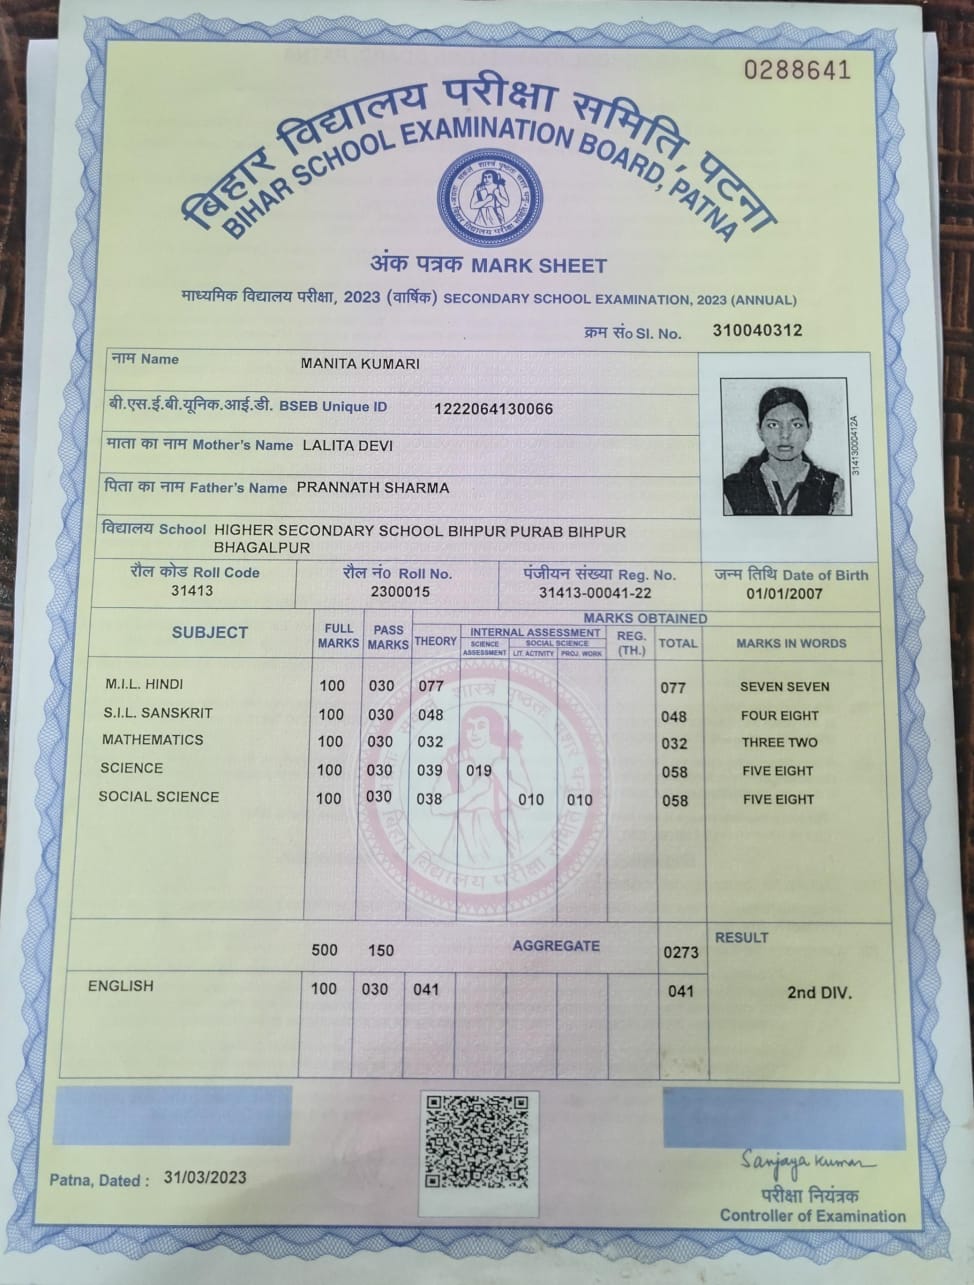 0288641
बिहार विद्यालय परीक्षा समिति, पटना
BIHAR SCHOOL EXAMINATION BOARD, PATNA
अंक पत्रक MARK SHEET
माध्यमिक विद्यालय परीक्षा, 2023 (वार्षिक) SECONDARY SCHOOL EXAMINATION, 2023 (ANNUAL)
क्रम सं० Sl. No. 310040312
नाम Name MANITA KUMARI
बी.एस.ई.बी.यूनिक.आई.डी. BSEB Unique ID 1222064130066
माता का नाम Mother's Name LALITA DEVI
पिता का नाम Father's Name PRANNATH SHARMA
विद्यालय School HIGHER SECONDARY SCHOOL BIHPUR PURAB BIHPUR
BHAGALPUR
31413000412A
रौल कोड Roll Code रौल नं० Roll No. पंजीयन संख्या Reg. No. जन्म तिथि Date of Birth
31413 2300015 31413-00041-22 01/01/2007
SUBJECT FULL MARKS PASS MARKS MARKS OBTAINED
THEORY INTERNAL ASSESSMENT REG. (TH.) TOTAL MARKS IN WORDS
SCIENCE ASSESSMENT SOCIAL SCIENCE
LIT. ACTIVITY PROJ. WORK
M.I.L. HINDI 100 030 077 077 SEVEN SEVEN
S.I.L. SANSKRIT 100 030 048 048 FOUR EIGHT
MATHEMATICS 100 030 032 032 THREE TWO
SCIENCE 100 030 039 019 058 FIVE EIGHT
SOCIAL SCIENCE 100 030 038 010 010 058 FIVE EIGHT
बिहार विद्यालय परीक्षा समिति
500 150 AGGREGATE 0273 RESULT
ENGLISH 100 030 041 041 2nd DIV.
Patna, Dated : 31/03/2023
Sanjaya Kumar
परीक्षा नियंत्रक
Controller of Examination